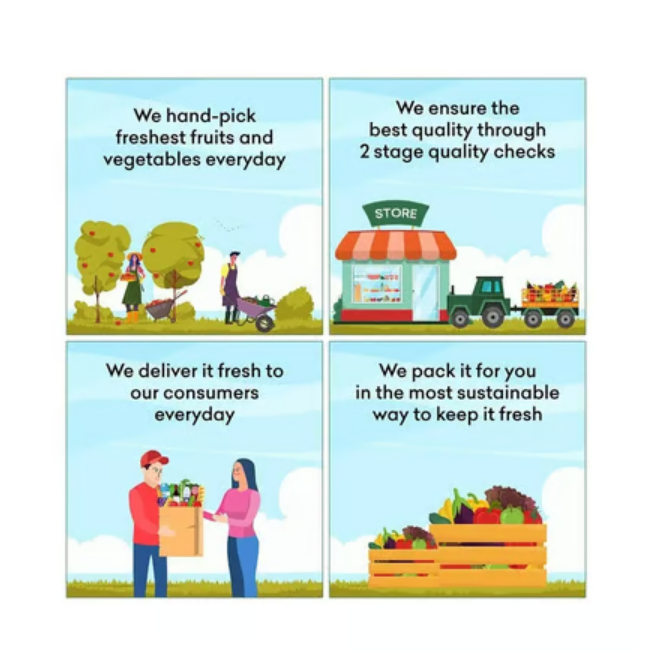 We hand-pick
freshest fruits and
vegetables everyday
We ensure the
best quality through
2 stage quality checks
STORE
We deliver it fresh to
our consumers
everyday
We pack it for you
in the most sustainable
way to keep it fresh